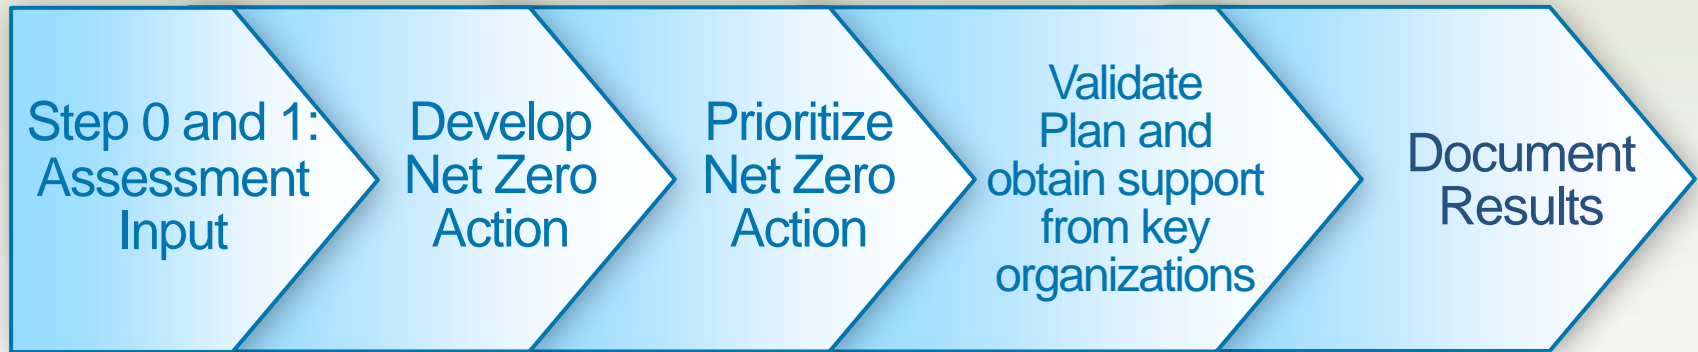 Step 0 and 1:
Assessment
Input
Develop
Net Zero
Action
Prioritize
Net Zero
Action
Validate
Plan and
obtain support
from key
organizations
Document
Results